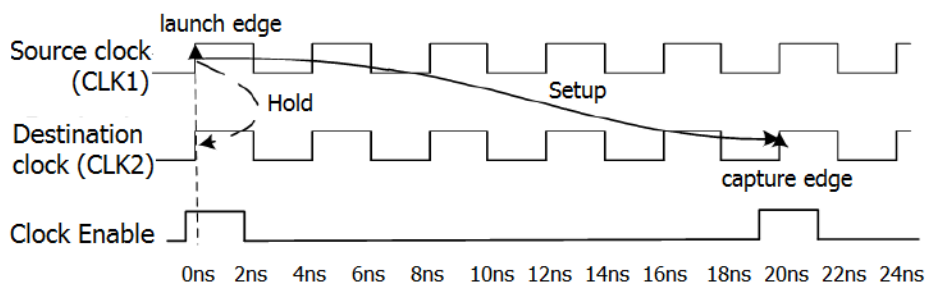 launch edge
Source clock
(CLK1)
Hold
Setup
Destination
clock (CLK2)
capture edge
Clock Enable
0ns 2ns 4ns 6ns 8ns 10ns 12ns 14ns 16ns 18ns 20ns 22ns 24ns